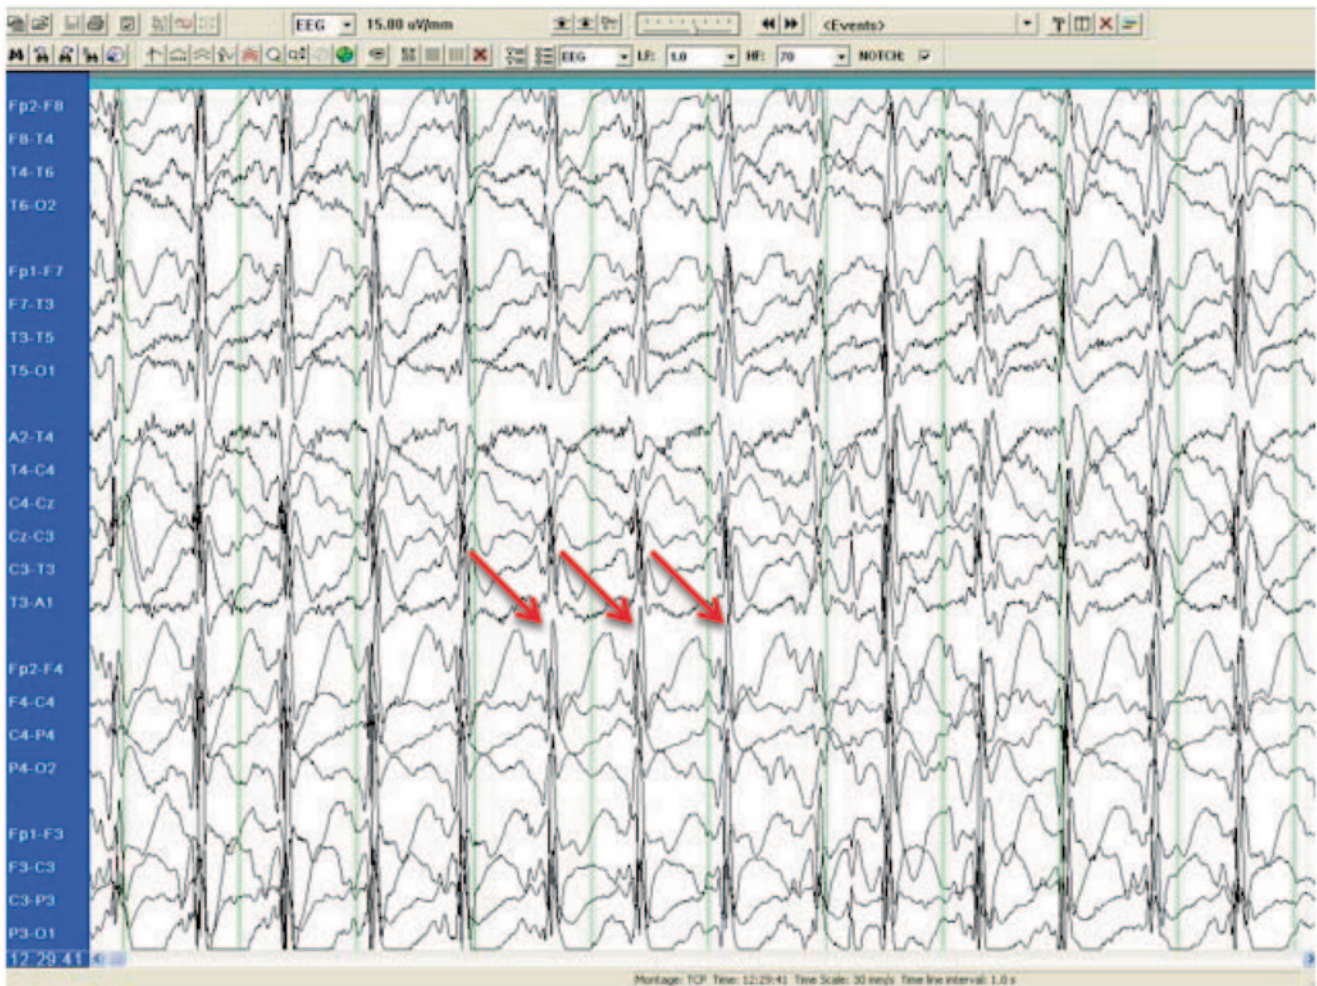 EEG 15.00 uV/mm <Events>
EEG LF: 1.0 HF: 70 NOTCH:
Fp2-F8
F8-T4
T4-T6
T6-O2
Fp1-F7
F7-T3
T3-T5
T5-O1
A2-T4
T4-C4
C4-Cz
Cz-C3
C3-T3
T3-A1
Fp2-F4
F4-C4
C4-P4
P4-O2
Fp1-F3
F3-C3
C3-P3
P3-O1
12:29:41
Montage: TCP Time: 12:29:41 Time Scale: 30 mm/s Time line interval: 1.0 s